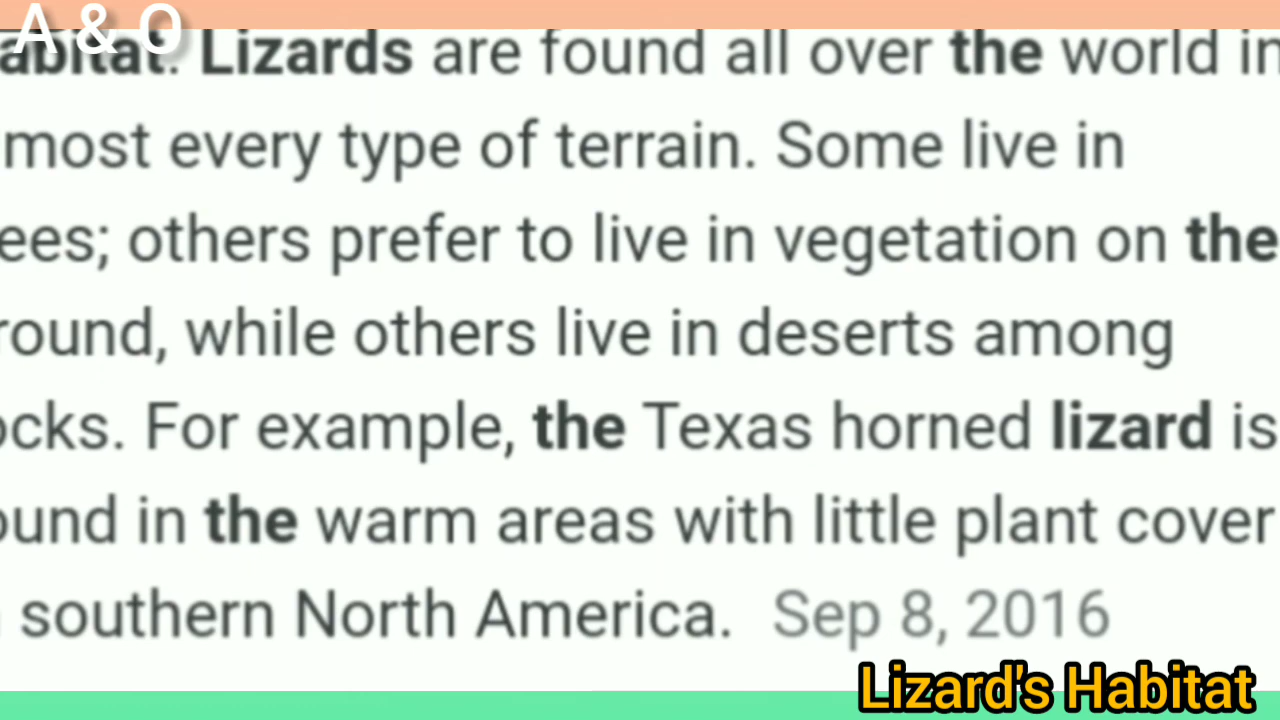 A & O
abitat. Lizards are found all over the world in
most every type of terrain. Some live in
ees; others prefer to live in vegetation on the
round, while others live in deserts among
ocks. For example, the Texas horned lizard is
ound in the warm areas with little plant cover
southern North America. Sep 8, 2016
Lizard's Habitat